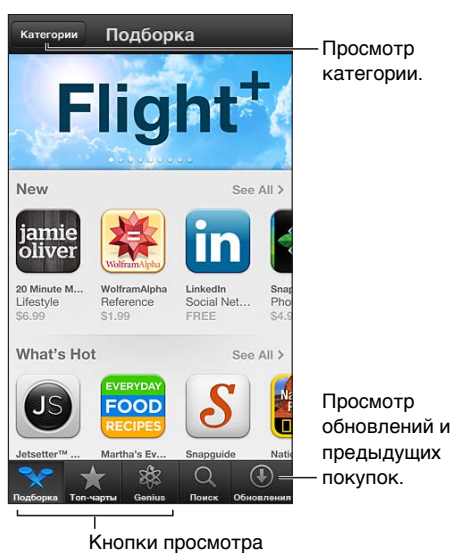 Категории
Подборка
Просмотр
категории.
Flight+
New
See All >
jamie
oliver
WolframAlpha
in
20 Minute M...
WolframAlpha
LinkedIn
Snap
Lifestyle
Reference
Social Net...
Pho
$6.99
$1.99
FREE
$4.9
What's Hot
See All >
JS
EVERYDAY
FOOD
RECIPES
S
Na
Jetsetter™ ...
Martha's Ev...
Snapguide
Natio
Просмотр
обновлений и
предыдущих
покупок.
Подборка
Топ-чарты
Genius
Поиск
Обновления
Кнопки просмотра